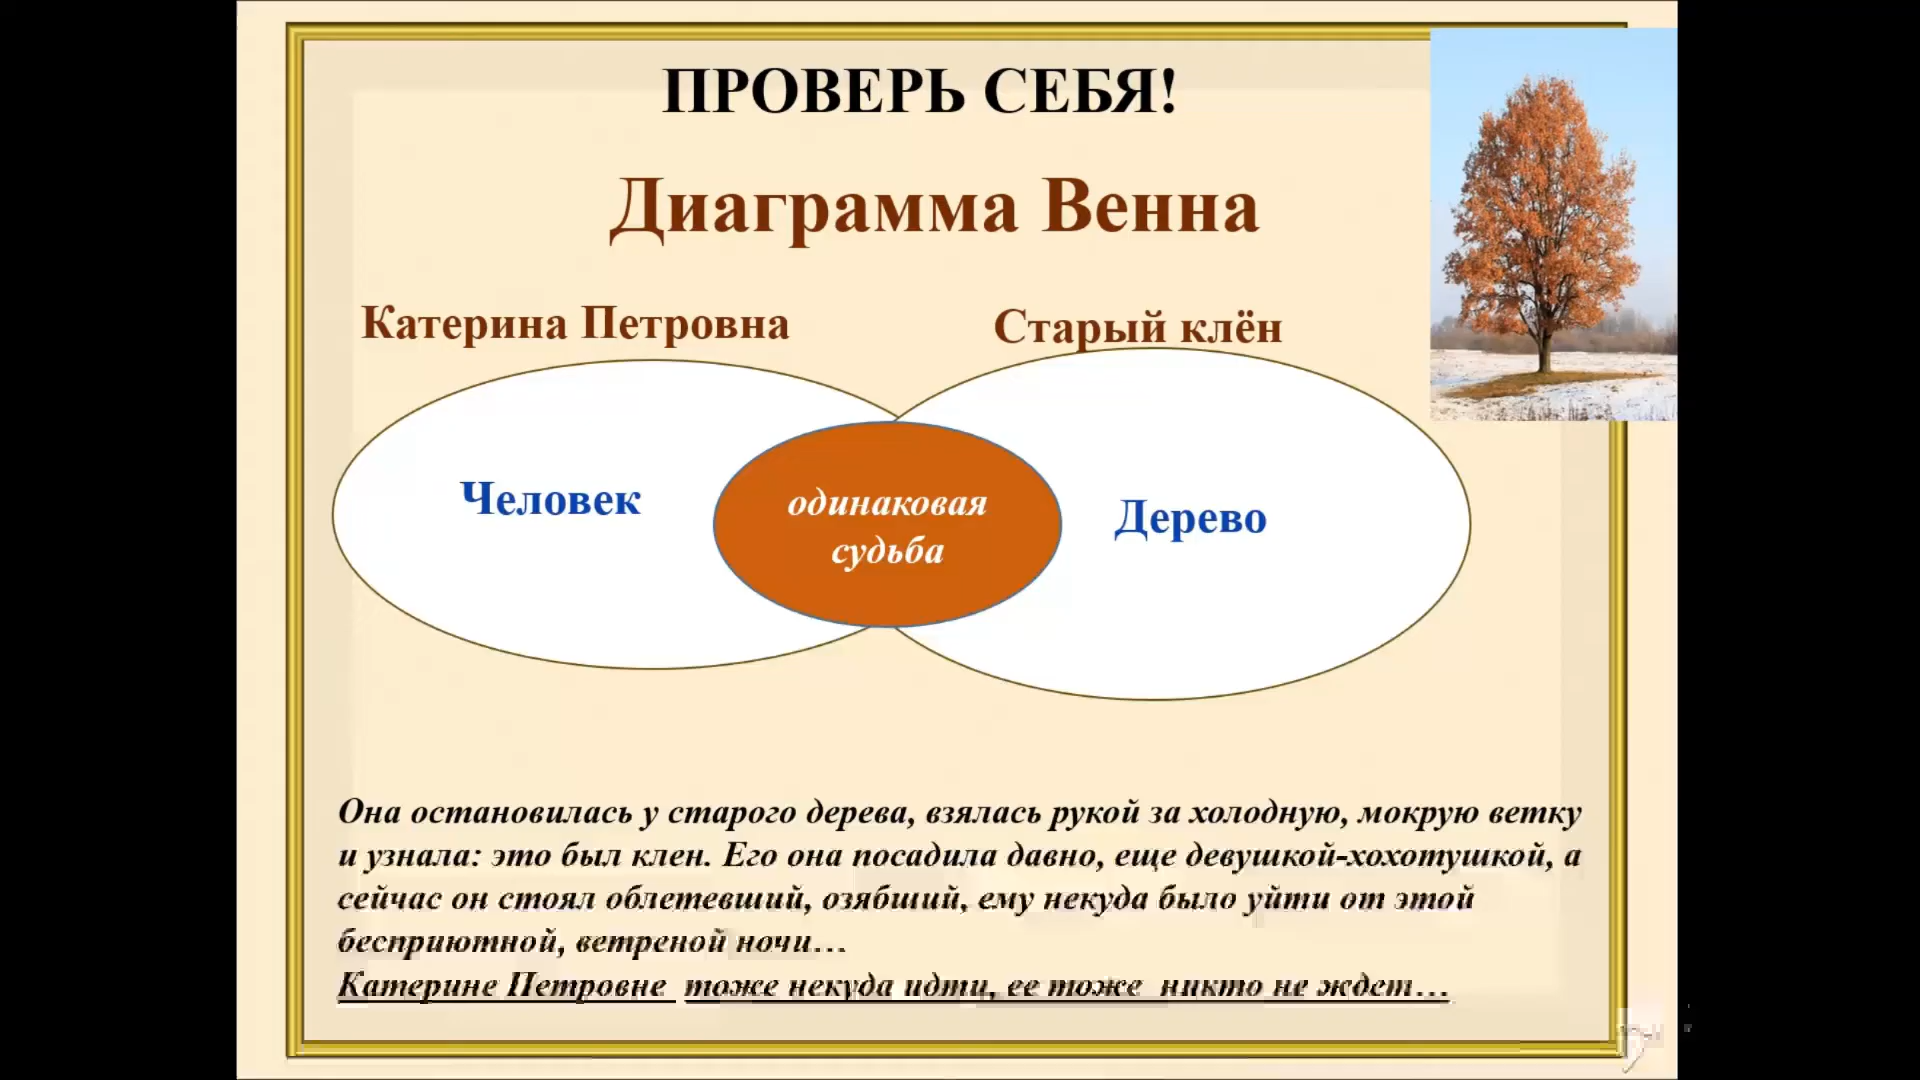 ПРОВЕРЬ СЕБЯ!
Диаграмма Венна
Катерина Петровна
Старый клён
Человек
одинаковая
судьба
Дерево
Она остановилась у старого дерева, взялась рукой за холодную, мокрую ветку
и узнала: это был клен. Его она посадила давно, еще девушкой-хохотушкой, а
сейчас он стоял облетевший, озябший, ему некуда было уйти от этой
бесприютной, ветреной ночи…
Катерине Петровне тоже некуда идти, ее тоже никто не ждет…